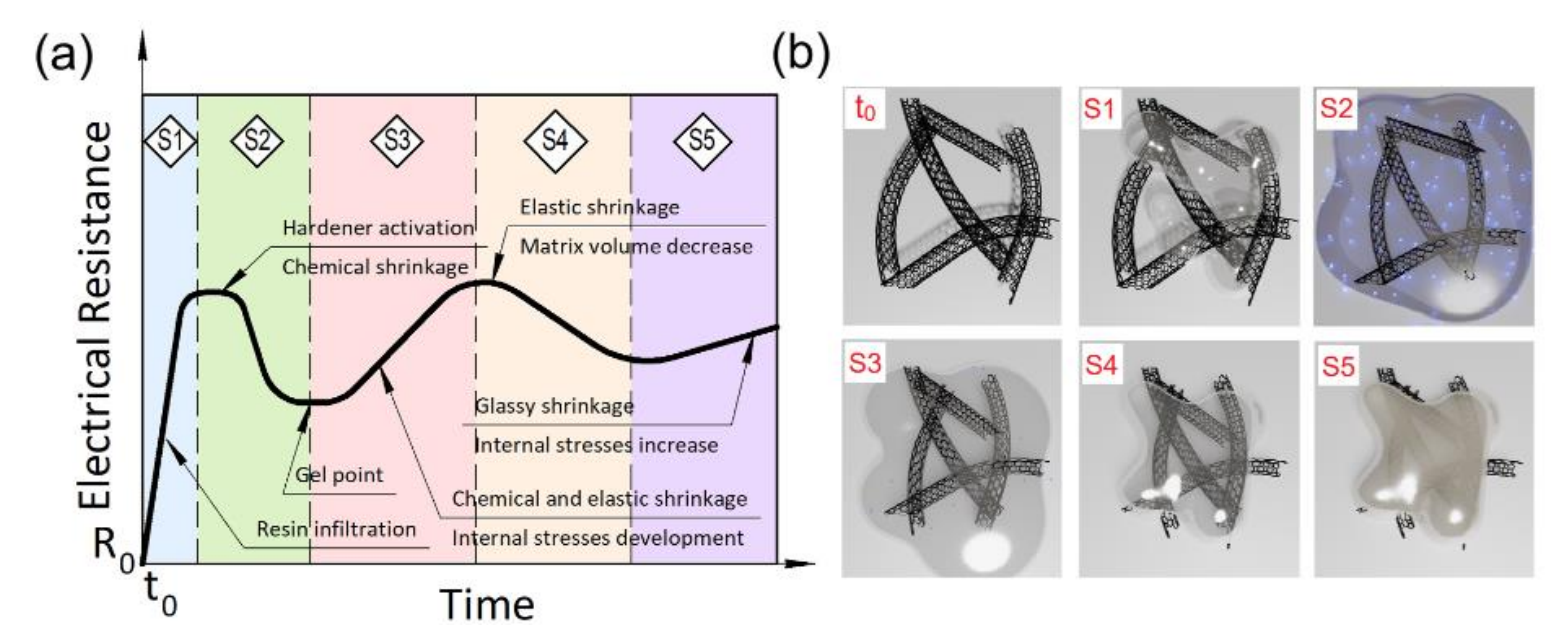 (a)
Electrical Resistance
S1
S2
S3
S4
S5
Hardener activation
Chemical shrinkage
Elastic shrinkage
Matrix volume decrease
Glassy shrinkage
Internal stresses increase
Gel point
Chemical and elastic shrinkage
Internal stresses development
Resin infiltration
R0
t0
Time
(b)
t0
S1
S2
S3
S4
S5